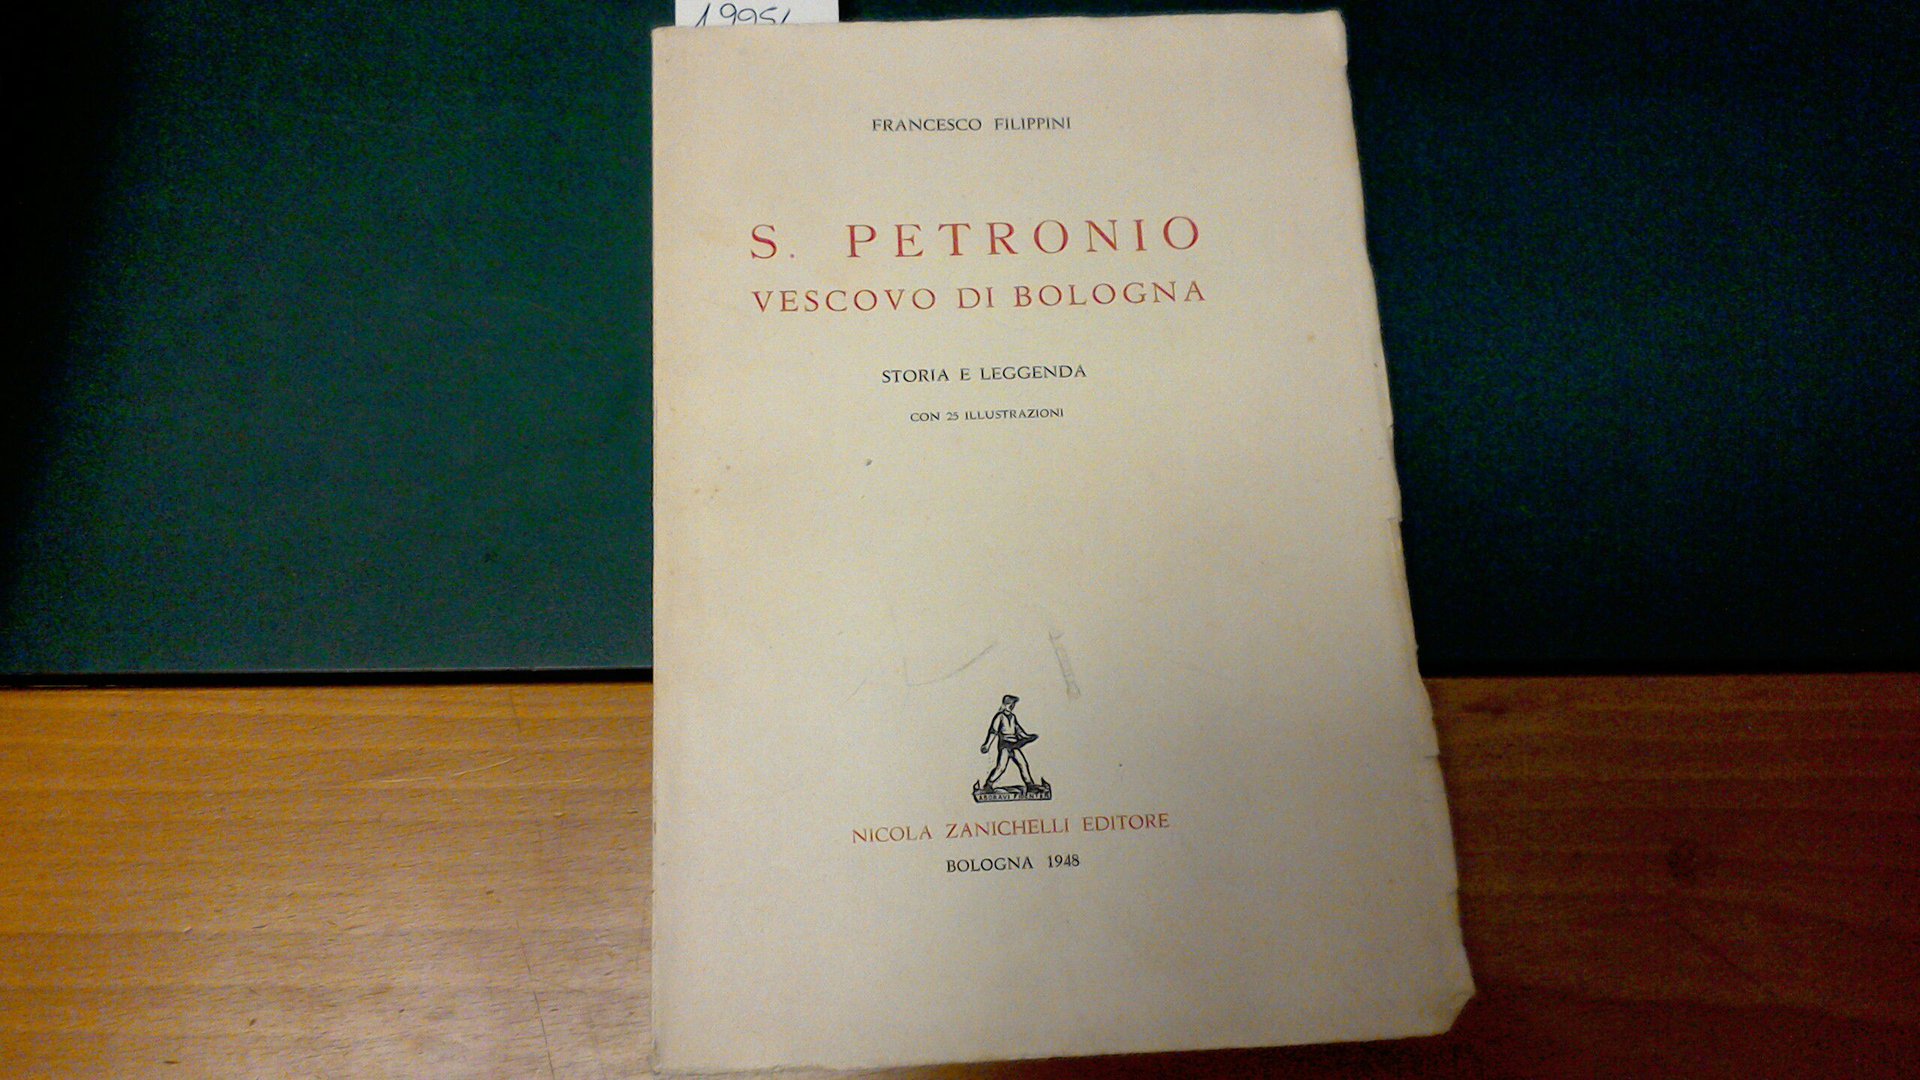 FRANCESCO FILIPPINI
S. PETRONIO
VESCOVO DI BOLOGNA
STORIA E LEGGENDA
CON 25 ILLUSTRAZIONI
NICOLA ZANICHELLI EDITORE
BOLOGNA 1948